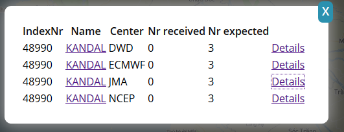 X
IndexNr Name Center Nr received Nr expected
48990 KANDAL DWD 0 3 Details
48990 KANDAL ECMWF 0 3 Details
48990 KANDAL JMA 0 3 Details
48990 KANDAL NCEP 0 3 Details